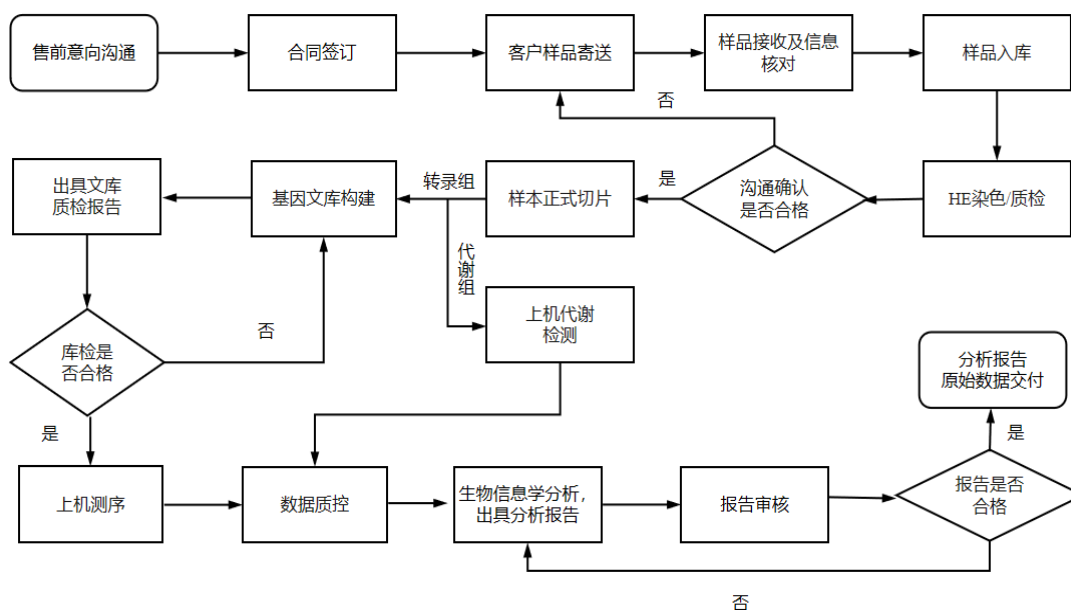 售前意向沟通
合同签订
客户样品寄送
样品接收及信息
核对
样品入库
否
出具文库
质检报告
基因文库构建
转录组
样本正式切片
是
沟通确认
是否合格
HE染色/质检
代
谢
组
上机代谢
检测
库检是
否合格
否
分析报告
原始数据交付
是
是
上机测序
数据质控
生物信息学分析，
出具分析报告
报告审核
报告是否
合格
否